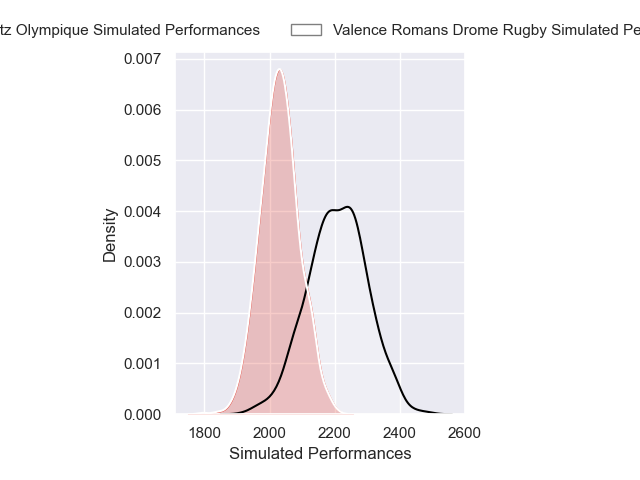 tz Olympique Simulated Performances Valence Romans Drome Rugby Simulated Pe
0.007
0.006
0.005
0.004
0.003
0.002
0.001
0.000
Density
1800 2000 2200 2400 2600
Simulated Performances